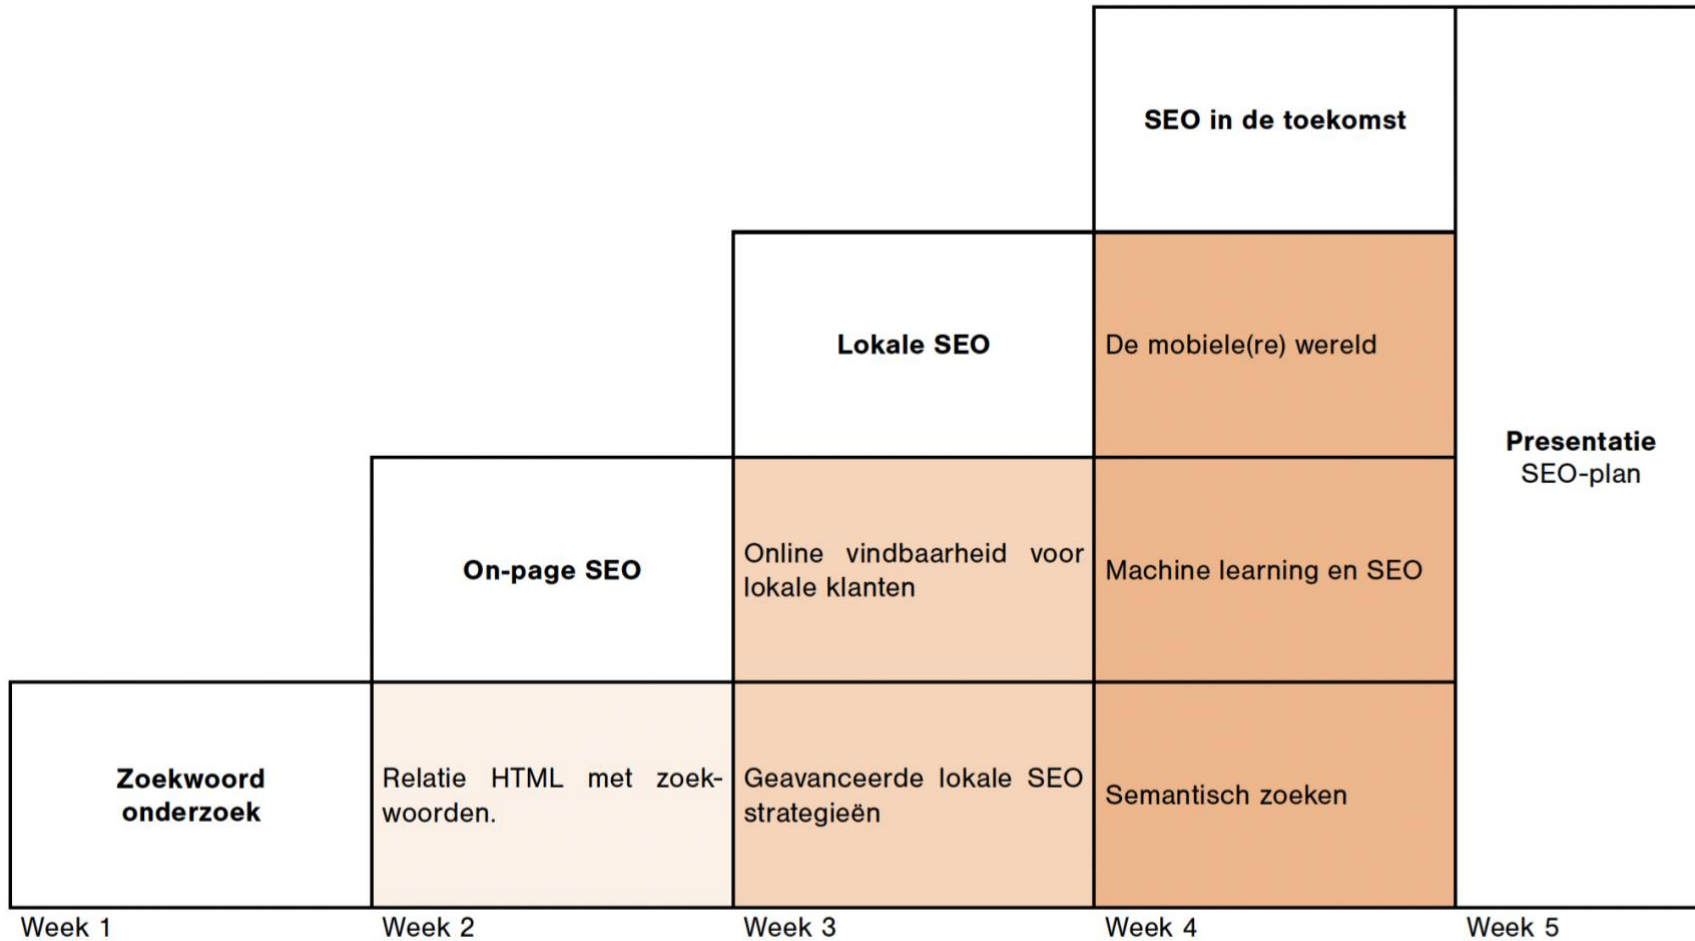 SEO in de toekomst
Lokale SEO
De mobiele(re) wereld
Presentatie
SEO-plan
On-page SEO
Online vindbaarheid voor
lokale klanten
Machine learning en SEO
Zoekwoord
onderzoek
Relatie HTML met zoek-
woorden.
Geavanceerde lokale SEO
strategieën
Semantisch zoeken
Week 1
Week 2
Week 3
Week 4
Week 5